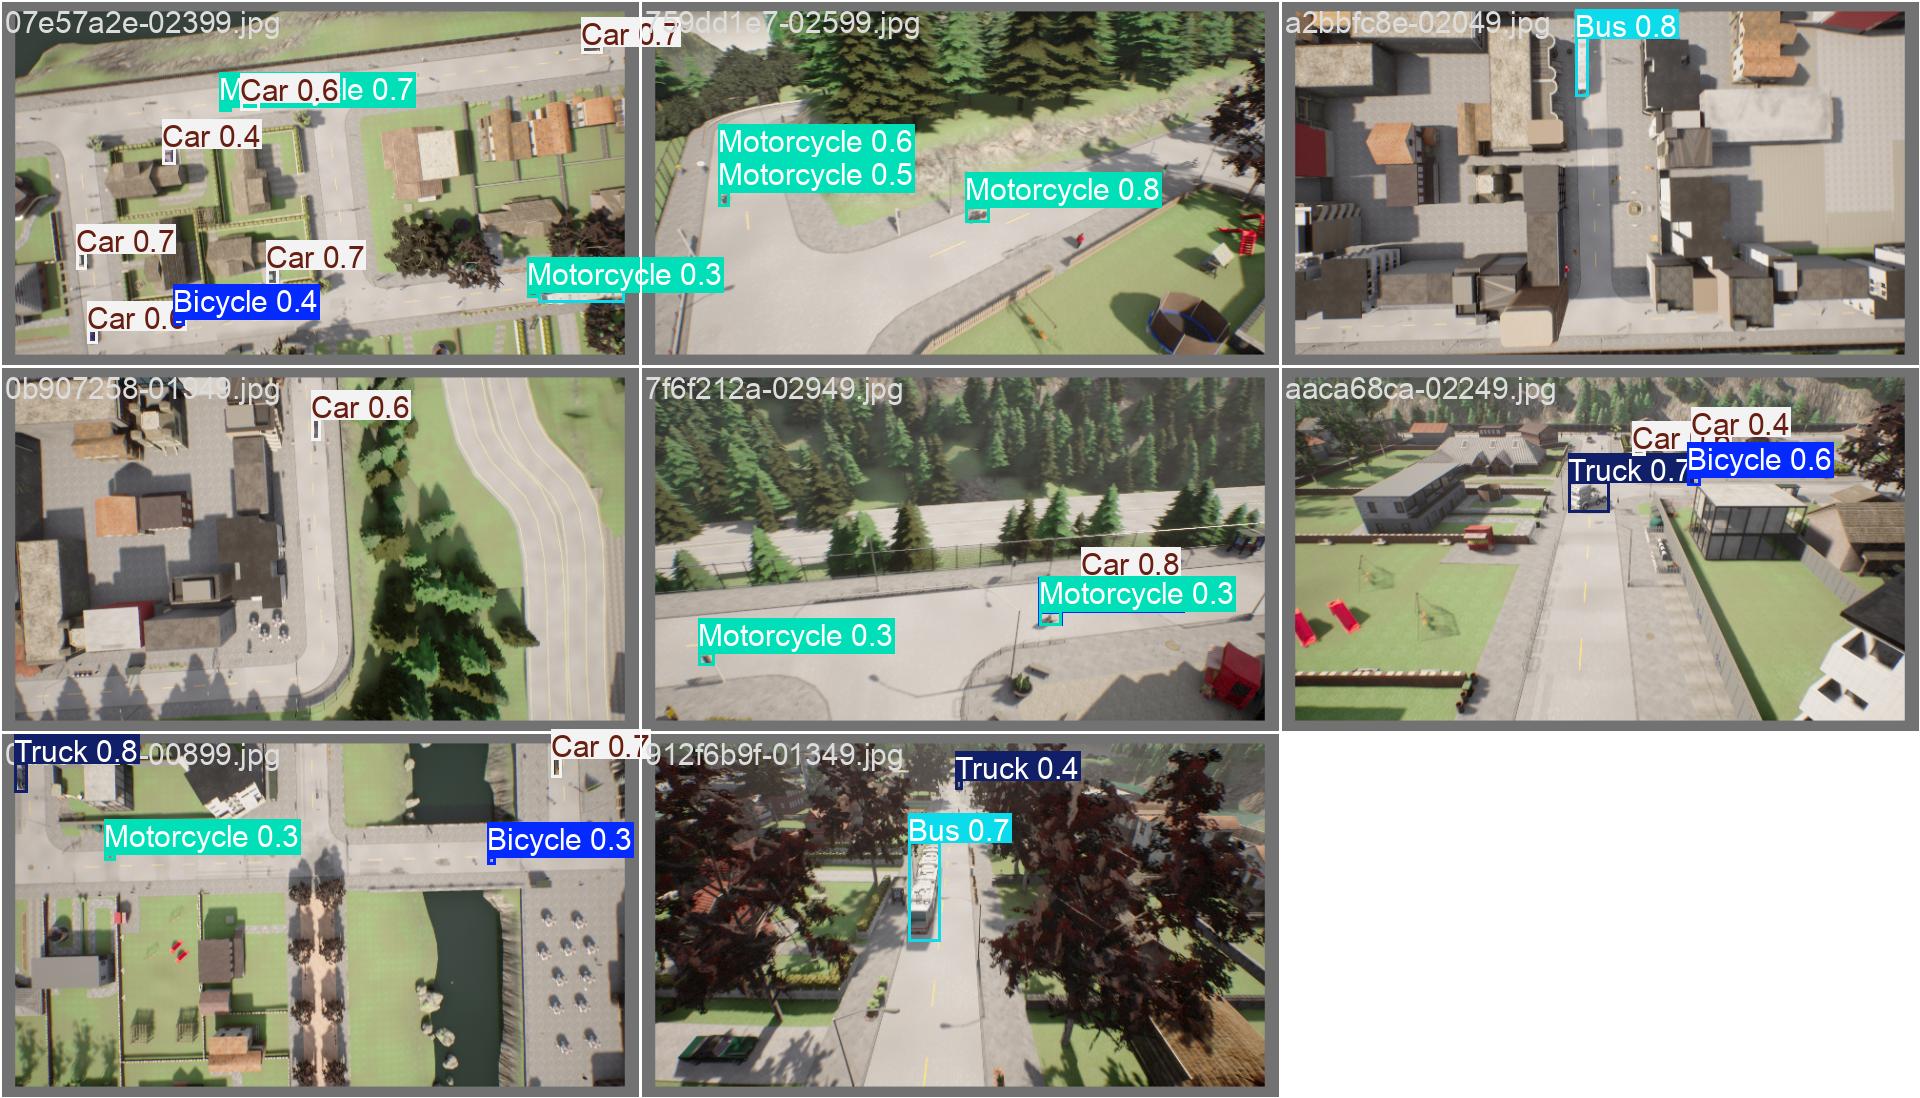 07e57a2e-02399.jpg
Car 0.7
Car 0.6
le 0.7
Car 0.4
Car 0.7
Car 0.7
Motorcycle 0.3
Bicycle 0.4
Car 0.
-02599.jpg
Motorcycle 0.6
Motorcycle 0.5
Motorcycle 0.8
a2bbfc8e-02049.jpg
Bus 0.8
0b907258-01949.jpg
Car 0.6
7f6f212a-02949.jpg
Car 0.8
Motorcycle 0.3
Motorcycle 0.3
aaca68ca-02249.jpg
Car 0.4
Car
Bicycle 0.6
Truck 0.7
Truck 0.8
-00899.jpg
Car 0.7
Motorcycle 0.3
Bicycle 0.3
912f6b9f-01349.jpg
Truck 0.4
Bus 0.7